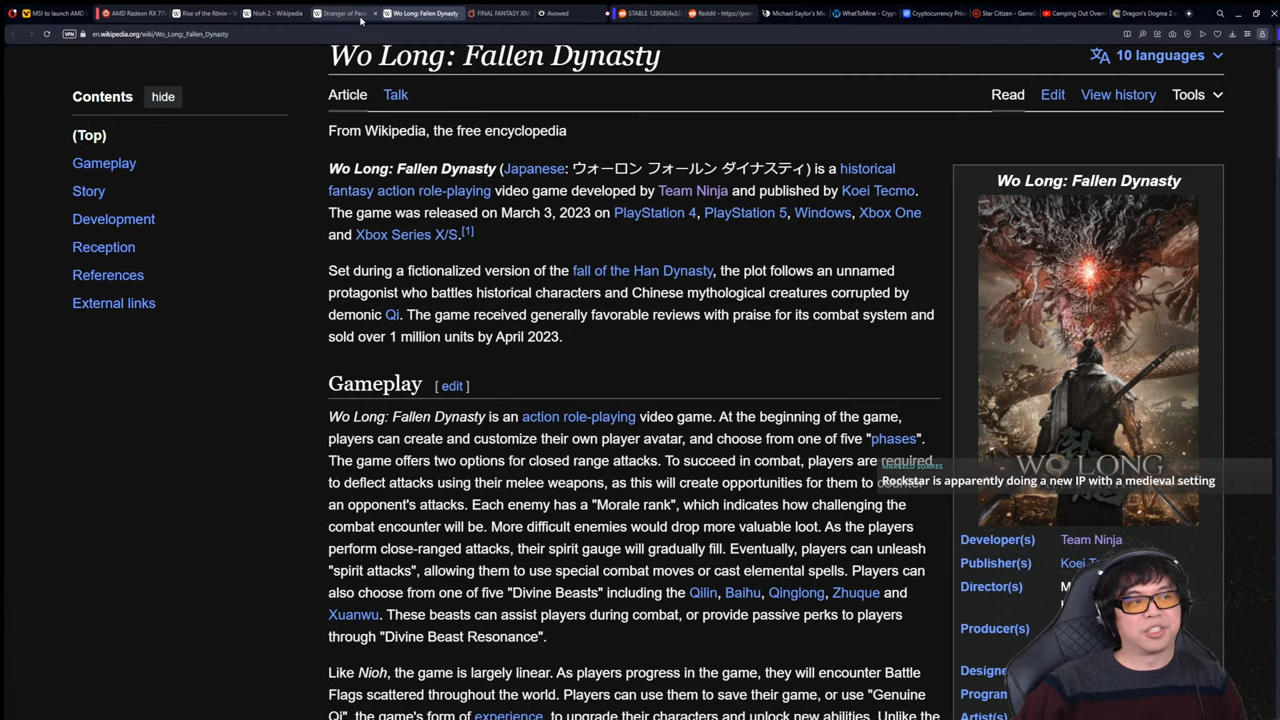 MSI to launch AMD
AMD Radeon RX 77
Rise of the Rōnin - W
Nioh 2 - Wikipedia
Stranger of Para
Wo Long: Fallen Dynasty
FINAL FANTASY XVI
Avowed
STABLE 128GB(4x32
Reddit - https://pre
Michael Saylor's Mi
WhatToMine - Cryp
Cryptocurrency Pric
Star Citizen - Game
Camping Out Overn
Dragon's Dogma 2
VPN en.wikipedia.org/wiki/Wo_Long:_Fallen_Dynasty
Wo Long: Fallen Dynasty
10 languages
Contents hide
Article Talk Read Edit View history Tools
(Top)
Gameplay
Story
Development
Reception
References
External links
From Wikipedia, the free encyclopedia
Wo Long: Fallen Dynasty (Japanese: ウォーロン フォールン ダイナスティ) is a historical
fantasy action role-playing video game developed by Team Ninja and published by Koei Tecmo.
The game was released on March 3, 2023 on PlayStation 4, PlayStation 5, Windows, Xbox One
and Xbox Series X/S.[1]
Set during a fictionalized version of the fall of the Han Dynasty, the plot follows an unnamed
protagonist who battles historical characters and Chinese mythological creatures corrupted by
demonic Qi. The game received generally favorable reviews with praise for its combat system and
sold over 1 million units by April 2023.
Gameplay [ edit ]
Wo Long: Fallen Dynasty is an action role-playing video game. At the beginning of the game,
players can create and customize their own player avatar, and choose from one of five "phases".
The game offers two options for closed range attacks. To succeed in combat, players are required
to deflect attacks using their melee weapons, as this will create opportunities for them to
an opponent's attacks. Each enemy has a "Morale rank", which indicates how challenging the
combat encounter will be. More difficult enemies would drop more valuable loot. As the players
perform close-ranged attacks, their spirit gauge will gradually fill. Eventually, players can unleash
"spirit attacks", allowing them to use special combat moves or cast elemental spells. Players can
also choose from one of five "Divine Beasts" including the Qilin, Baihu, Qinglong, Zhuque and
Xuanwu. These beasts can assist players during combat, or provide passive perks to players
through "Divine Beast Resonance".
Like Nioh, the game is largely linear. As players progress in the game, they will encounter Battle
Flags scattered throughout the world. Players can use them to save their game, or use "Genuine
Qi", the game's form of experience, to upgrade their characters and unlock new abilities. Unlike the
Wo Long: Fallen Dynasty
WO LONG
MARCELO SOARES
Rockstar is apparently doing a new IP with a medieval setting
Developer(s) Team Ninja
Publisher(s) Koei Te
Director(s) M
Producer(s)
Designe
Program
Artist(s